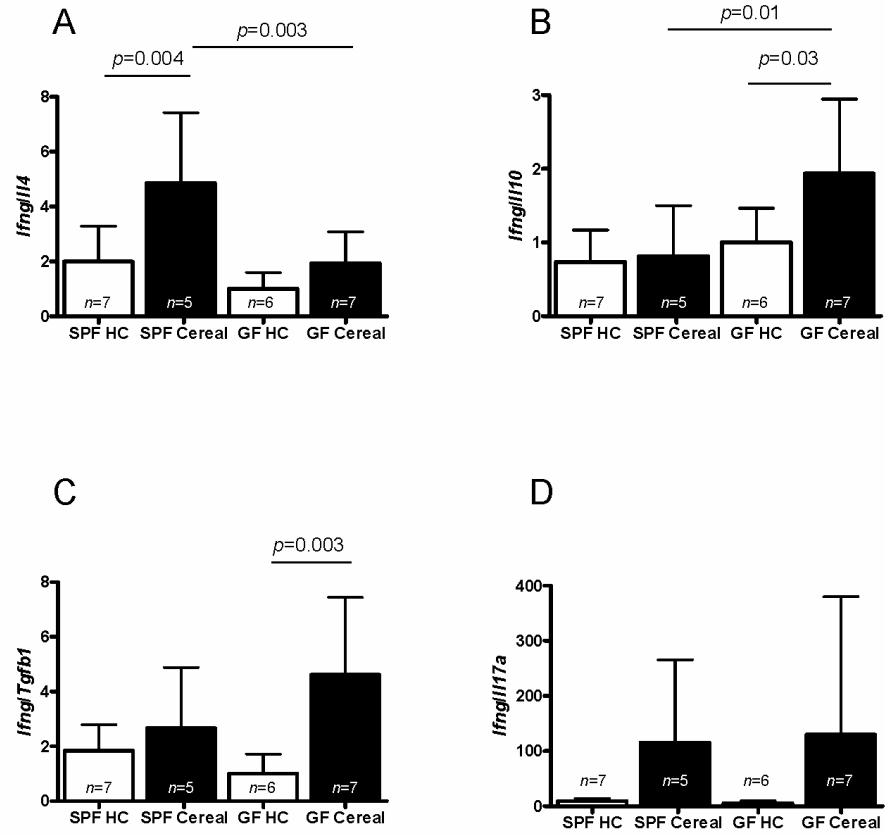 A
p=0.003
p=0.004
8
6
4
2
0
Ifng/Il4
n=7
n=5
n=6
n=7
SPF HC SPF Cereal GF HC GF Cereal
B
p=0.01
p=0.03
3
2
1
0
Ifng/Il10
n=7
n=5
n=6
n=7
SPF HC SPF Cereal GF HC GF Cereal
C
p=0.003
8
6
4
2
0
Ifng/Tgfb1
n=7
n=5
n=6
n=7
SPF HC SPF Cereal GF HC GF Cereal
D
400
300
200
100
0
Ifng/Il17a
n=7
n=5
n=6
n=7
SPF HC SPF Cereal GF HC GF Cereal